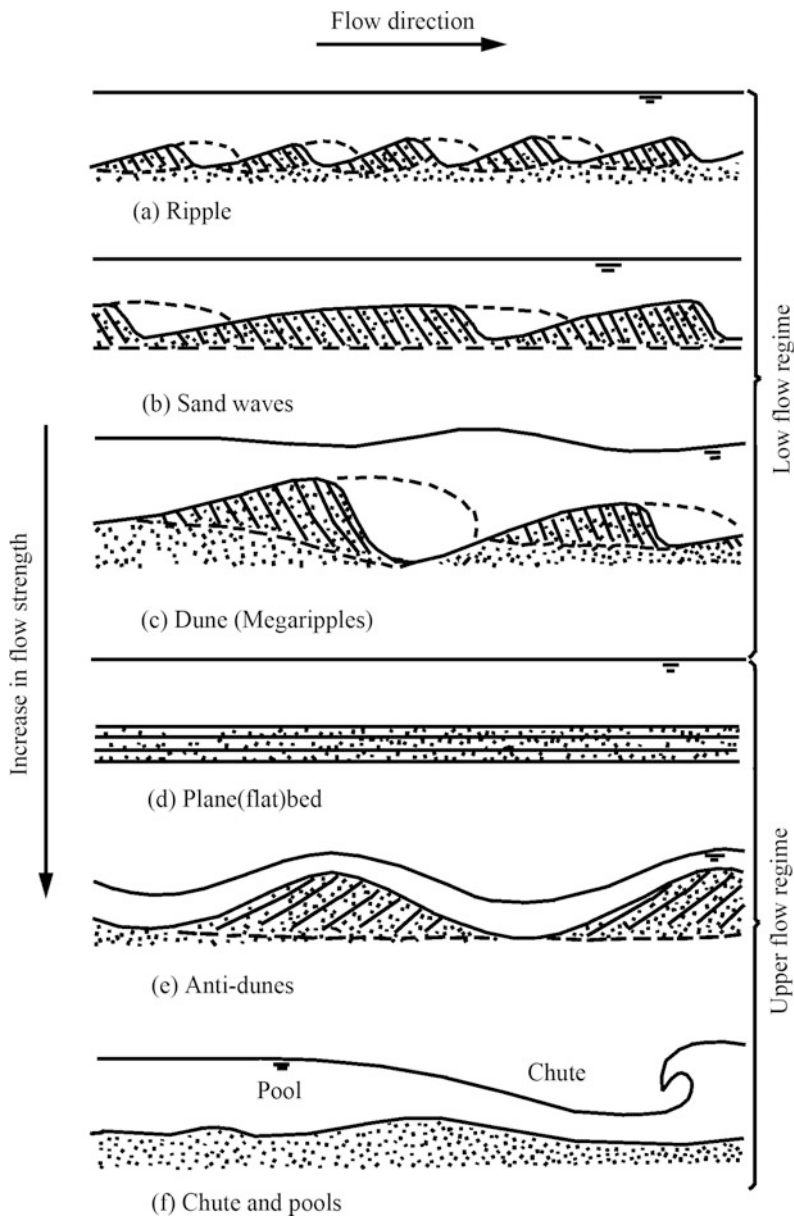 Flow direction
(a) Ripple
(b) Sand waves
Low flow regime
(c) Dune (Megaripples)
Increase in flow strength
(d) Plane(flat)bed
(e) Anti-dunes
Upper flow regime
Pool
Chute
(f) Chute and pools